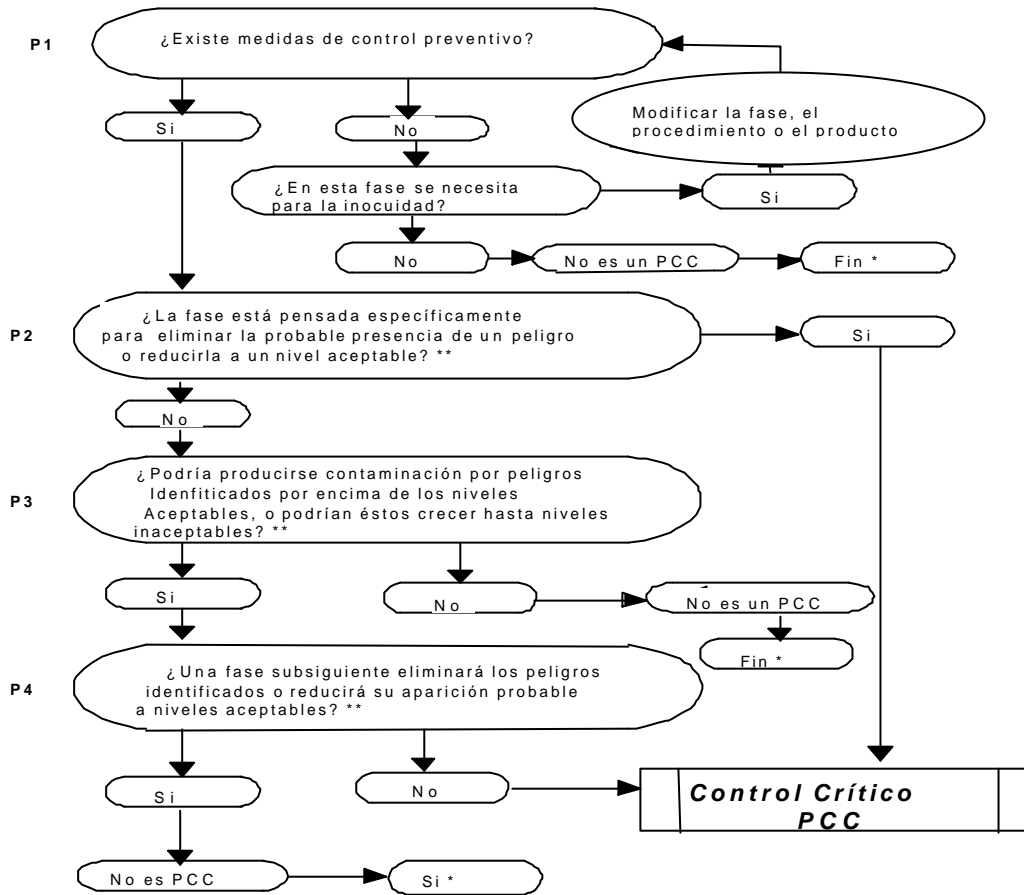 P1
¿Existe medidas de control preventivo?
Si
No
Modificar la fase, el
procedimiento o el producto
¿En esta fase se necesita
para la inocuidad?
Si
No
No es un PCC
Fin *
P2
¿La fase está pensada específicamente
para eliminar la probable presencia de un peligro
o reducirla a un nivel aceptable? **
Si
No
P3
¿Podría producirse contaminación por peligros
Idenfiticados por encima de los niveles
Aceptables, o podrían éstos crecer hasta niveles
inaceptables? **
Si
No
No es un PCC
Fin *
P4
¿Una fase subsiguiente eliminará los peligros
identificados o reducirá su aparición probable
a niveles aceptables? **
Si
No
Control Crítico
PCC
No es PCC
Si *